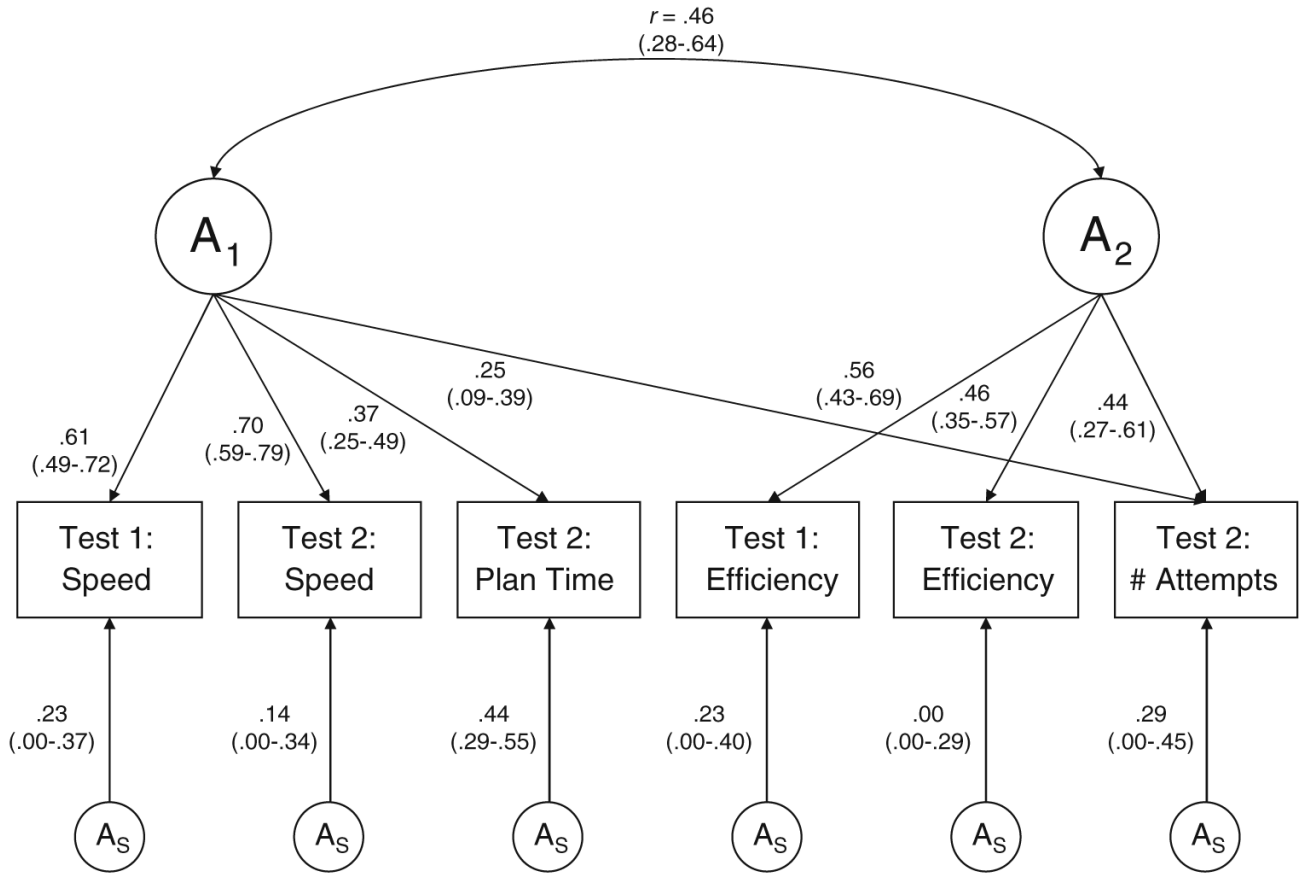 r = .46
(.28-.64)
A1
A2
.61
(.49-.72)
.70
(.59-.79)
.37
(.25-.49)
.25
(.09-.39)
.56
(.43-.69)
.46
(.35-.57)
.44
(.27-.61)
Test 1:
Speed
Test 2:
Speed
Test 2:
Plan Time
Test 1:
Efficiency
Test 2:
Efficiency
Test 2:
# Attempts
.23
(.00-.37)
.14
(.00-.34)
.44
(.29-.55)
.23
(.00-.40)
.00
(.00-.29)
.29
(.00-.45)
AS
AS
AS
AS
AS
AS